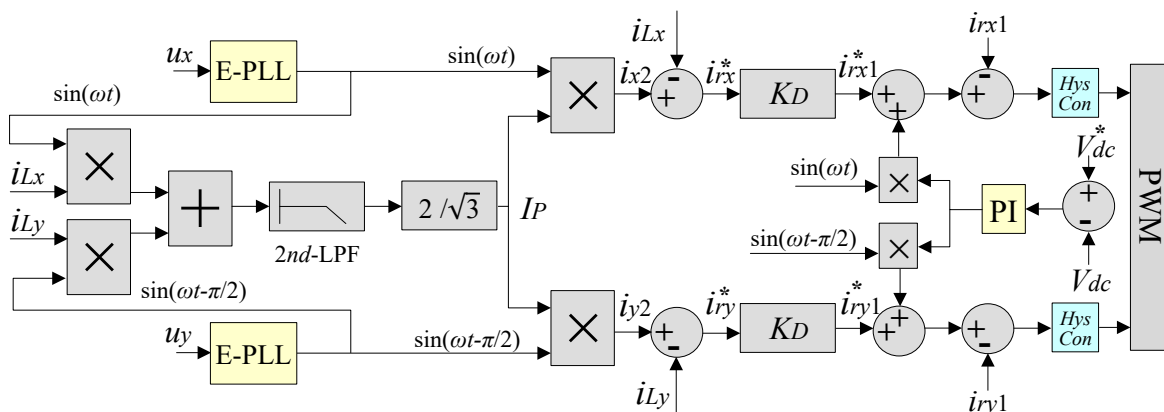 ux
E-PLL
sin(ωt)
sin(ωt)
×
iLx
iLy
×
+
2nd-LPF
2 /√3
IP
sin(ωt-π/2)
uy
E-PLL
sin(ωt-π/2)
×
ix2
iLx
-
+
i*rx
KD
i*rx1
+
+
irx1
-
+
Hys
Con
sin(ωt)
×
sin(ωt-π/2)
×
PI
V*dc
+
-
Vdc
PWM
×
iy2
+
-
iLy
i*ry
KD
i*ry1
+
+
+
-
iry1
Hys
Con